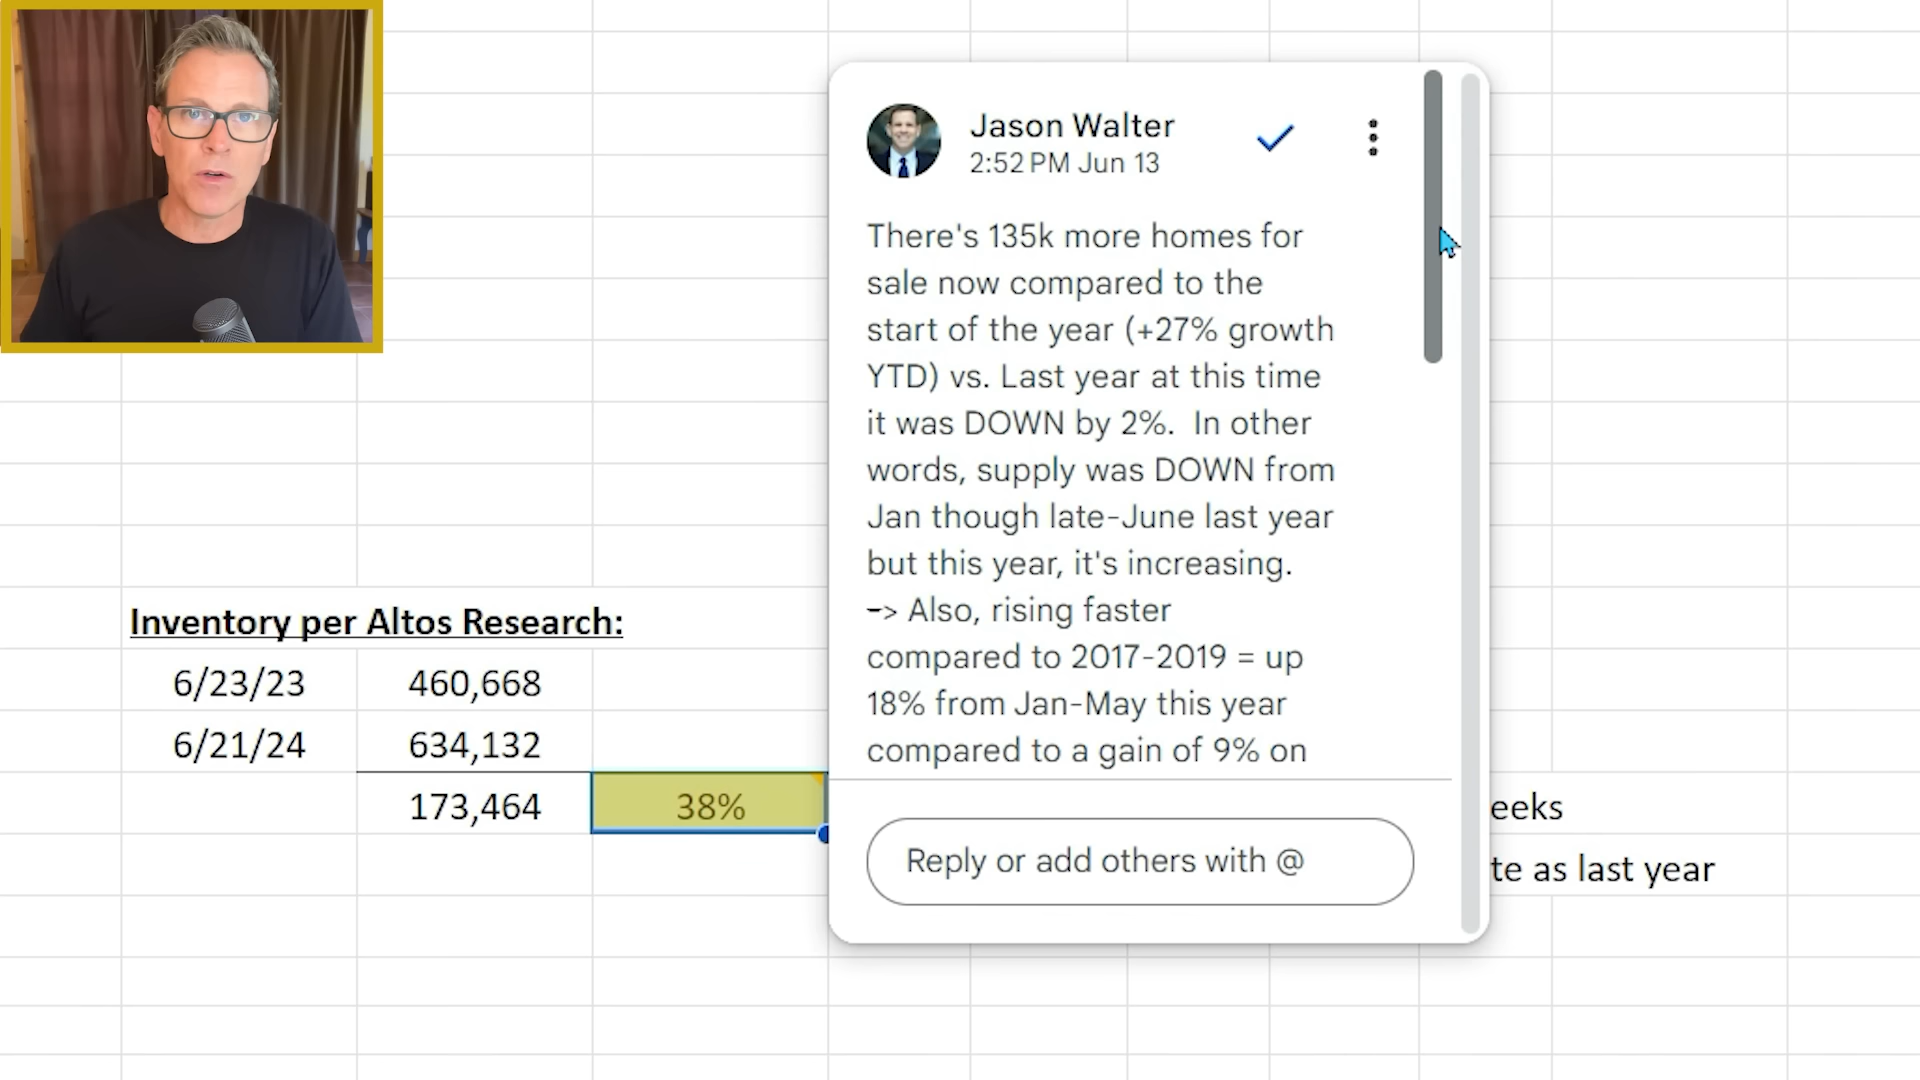 Jason Walter
2:52 PM Jun 13
There's 135k more homes for
sale now compared to the
start of the year (+27% growth
YTD) vs. Last year at this time
it was DOWN by 2%.  In other
words, supply was DOWN from
Jan though late-June last year
but this year, it's increasing.
-> Also, rising faster
compared to 2017-2019 = up
18% from Jan-May this year
compared to a gain of 9% on
Reply or add others with @
Inventory per Altos Research:
6/23/23 460,668
6/21/24 634,132
173,464 38%
eeks
te as last year